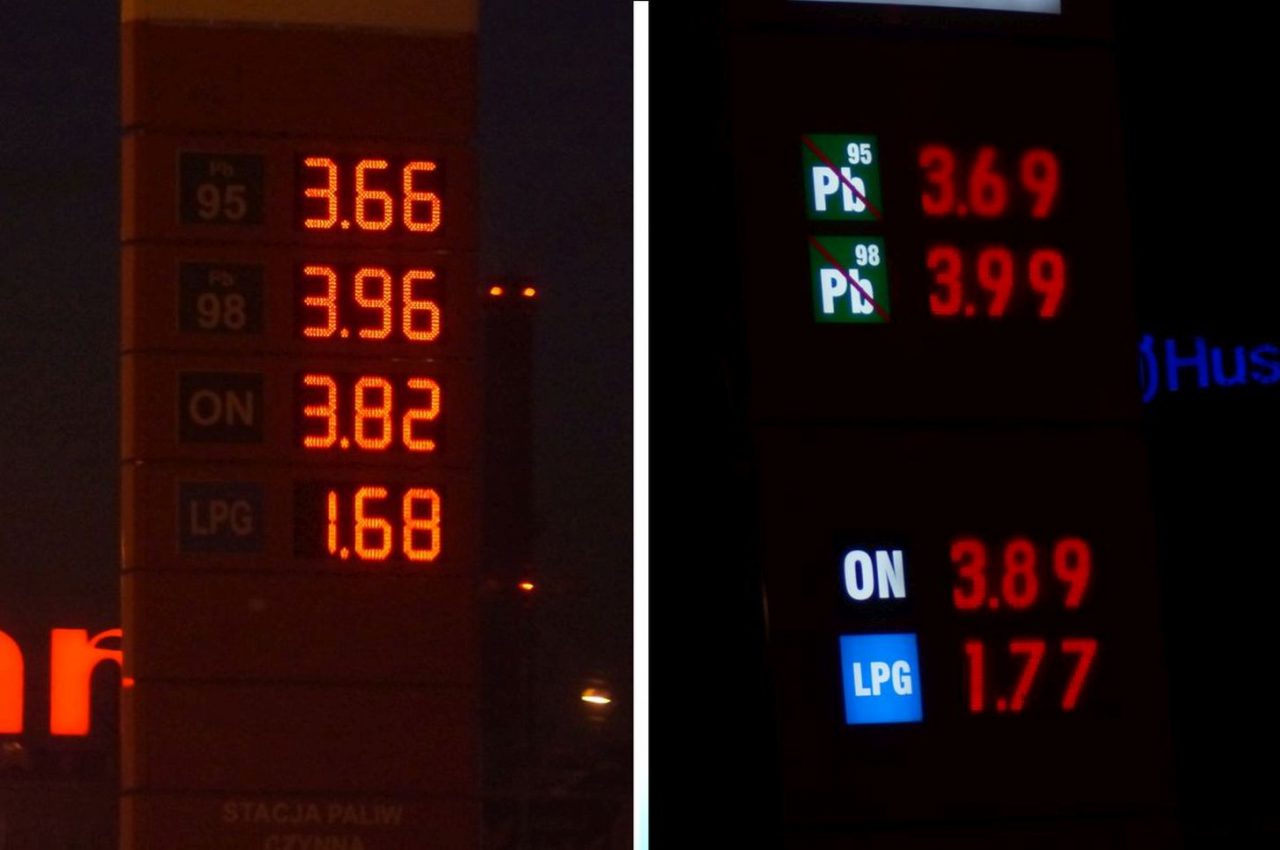 Pb
95 3.66
Pb
98 3.96
ON 3.82
LPG 1.68
STACJA PALIW
CZYNNA
95
Pb 3.69
98
Pb 3.99
Hus
ON 3.89
LPG 1.77